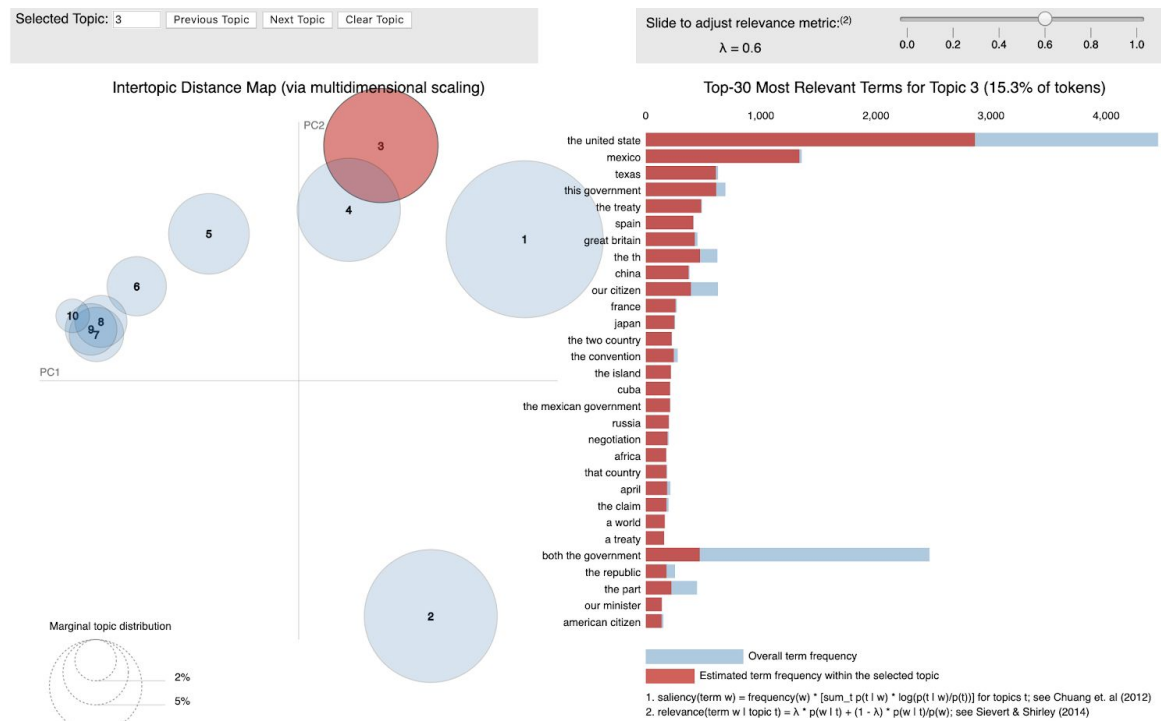 Selected Topic: 3 Previous Topic Next Topic Clear Topic
Slide to adjust relevance metric:(2)
λ = 0.6
0.0 0.2 0.4 0.6 0.8 1.0
Intertopic Distance Map (via multidimensional scaling)
PC2
PC1
3
4
1
5
6
10
8
9
7
2
Marginal topic distribution
2%
5%
Top-30 Most Relevant Terms for Topic 3 (15.3% of tokens)
0 1,000 2,000 3,000 4,000
the united state
mexico
texas
this government
the treaty
spain
great britain
the th
china
our citizen
france
japan
the two country
the convention
the island
cuba
the mexican government
russia
negotiation
africa
that country
april
the claim
a world
a treaty
both the government
the republic
the part
our minister
american citizen
Overall term frequency
Estimated term frequency within the selected topic
1. saliency(term w) = frequency(w) * [sum_t p(t | w) * log(p(t | w)/p(t))] for topics t; see Chuang et. al (2012)
2. relevance(term w | topic t) = λ * p(w | t) + (1 - λ) * p(w | t)/p(w); see Sievert & Shirley (2014)